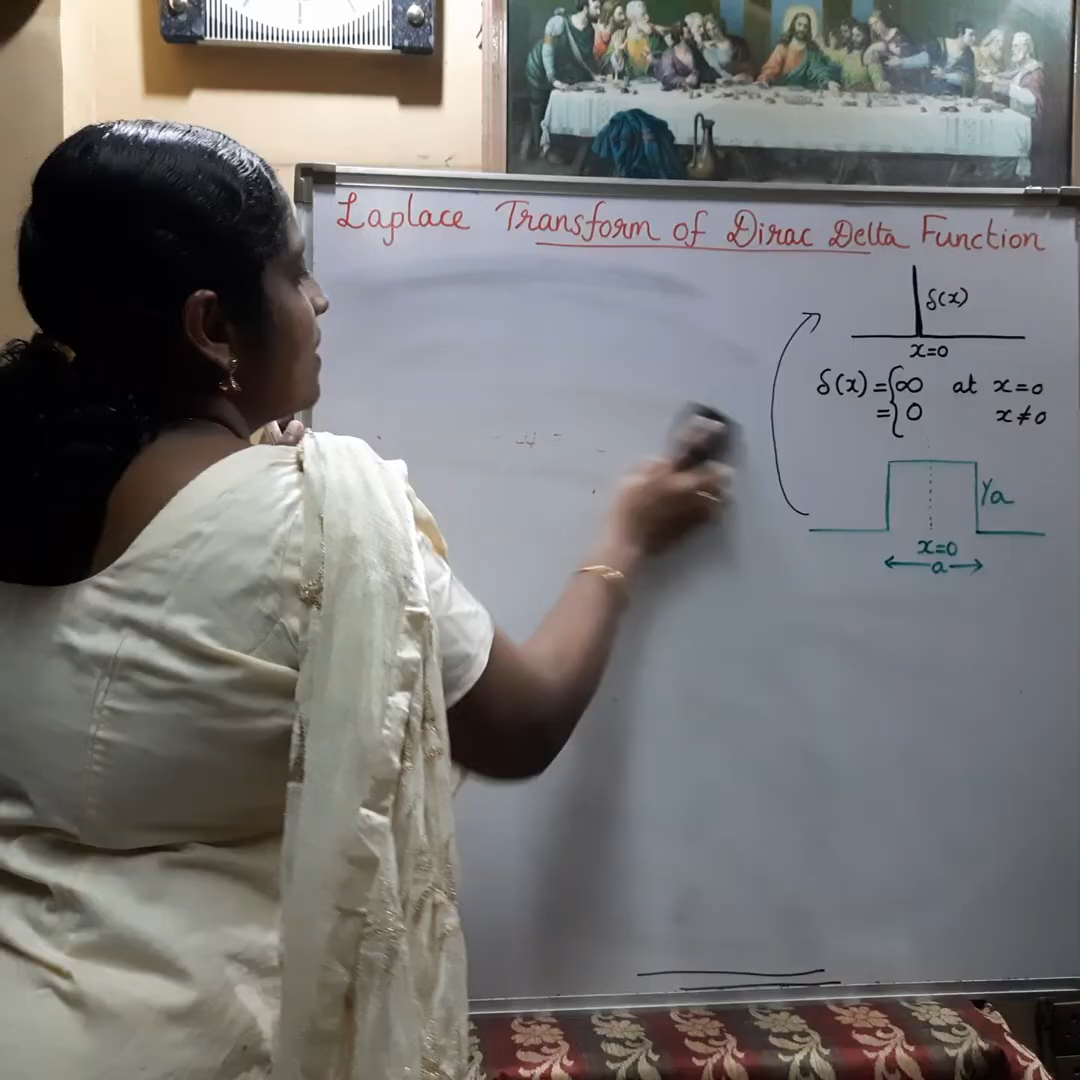 Laplace Transform of Dirac Delta Function
δ(x)
x=0
δ(x) = { ∞ at x=0
= { 0 x≠0
1/a
x=0
a